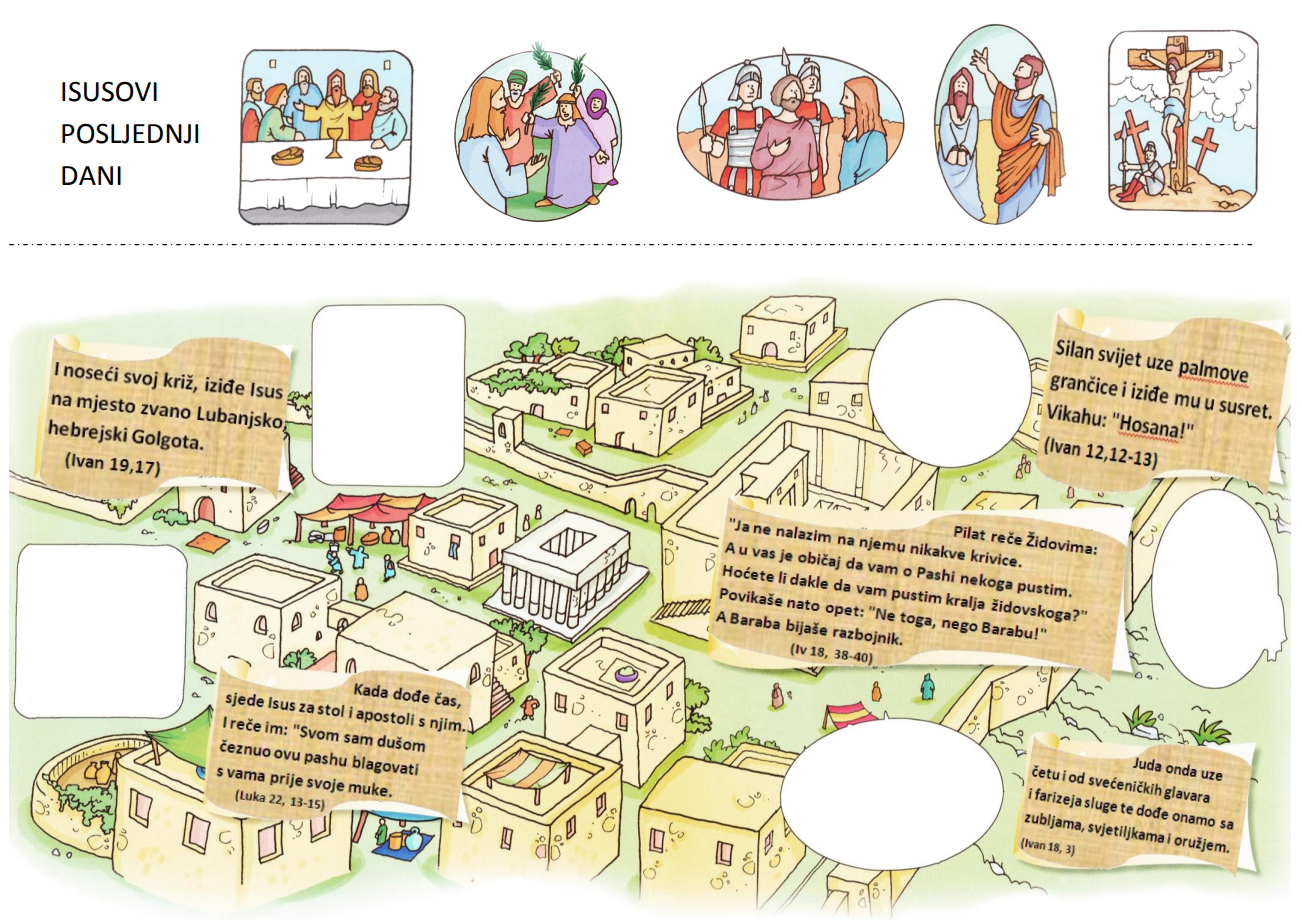 ISUSOVI
POSLJEDNJI
DANI
I noseći svoj križ, iziđe Isus
na mjesto zvano Lubanjsko,
hebrejski Golgota.
(Ivan 19,17)
Silan svijet uze palmove
grančice i iziđe mu u susret.
Vikahu: "Hosana!"
(Ivan 12,12-13)
Pilat reče Židovima:
"Ja ne nalazim na njemu nikakve krivice.
A u vas je običaj da vam o Pashi nekoga pustim.
Hoćete li dakle da vam pustim kralja židovskoga?"
Povikaše nato opet: "Ne toga, nego Barabu!"
A Baraba bijaše razbojnik.
(Iv 18, 38-40)
Kada dođe čas,
sjede Isus za stol i apostoli s njim.
I reče im: "Svom sam dušom
čeznuo ovu pashu blagovati
s vama prije svoje muke.
(Luka 22, 13-15)
Juda onda uze
četu i od svećeničkih glavara
i farizeja sluge te dođe onamo sa
zubljama, svjetiljkama i oružjem.
(Ivan 18, 3)